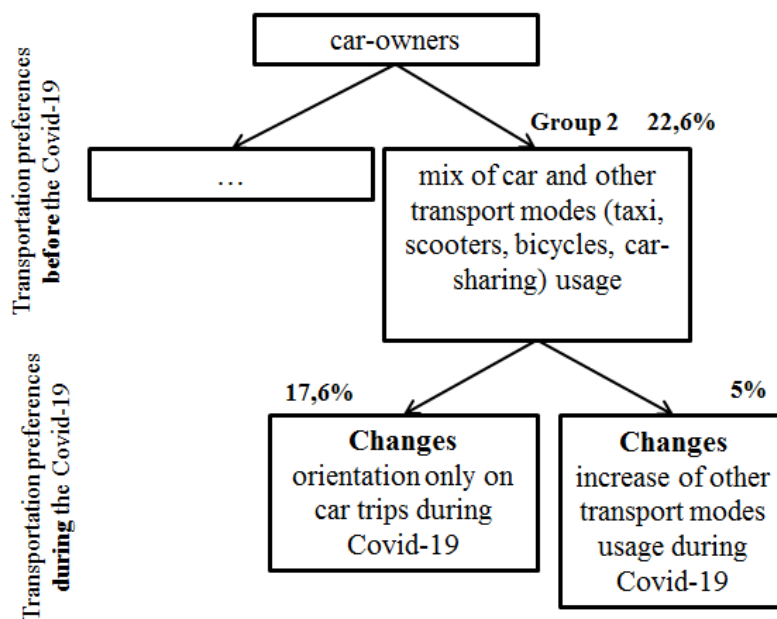 car-owners
Transportation preferences
before the Covid-19
Group 2 22,6%
…
mix of car and other
transport modes (taxi,
scooters, bicycles, car-
sharing) usage
Transportation preferences
during the Covid-19
17,6%
5%
Changes
orientation only on
car trips during
Covid-19
Changes
increase of other
transport modes
usage during
Covid-19